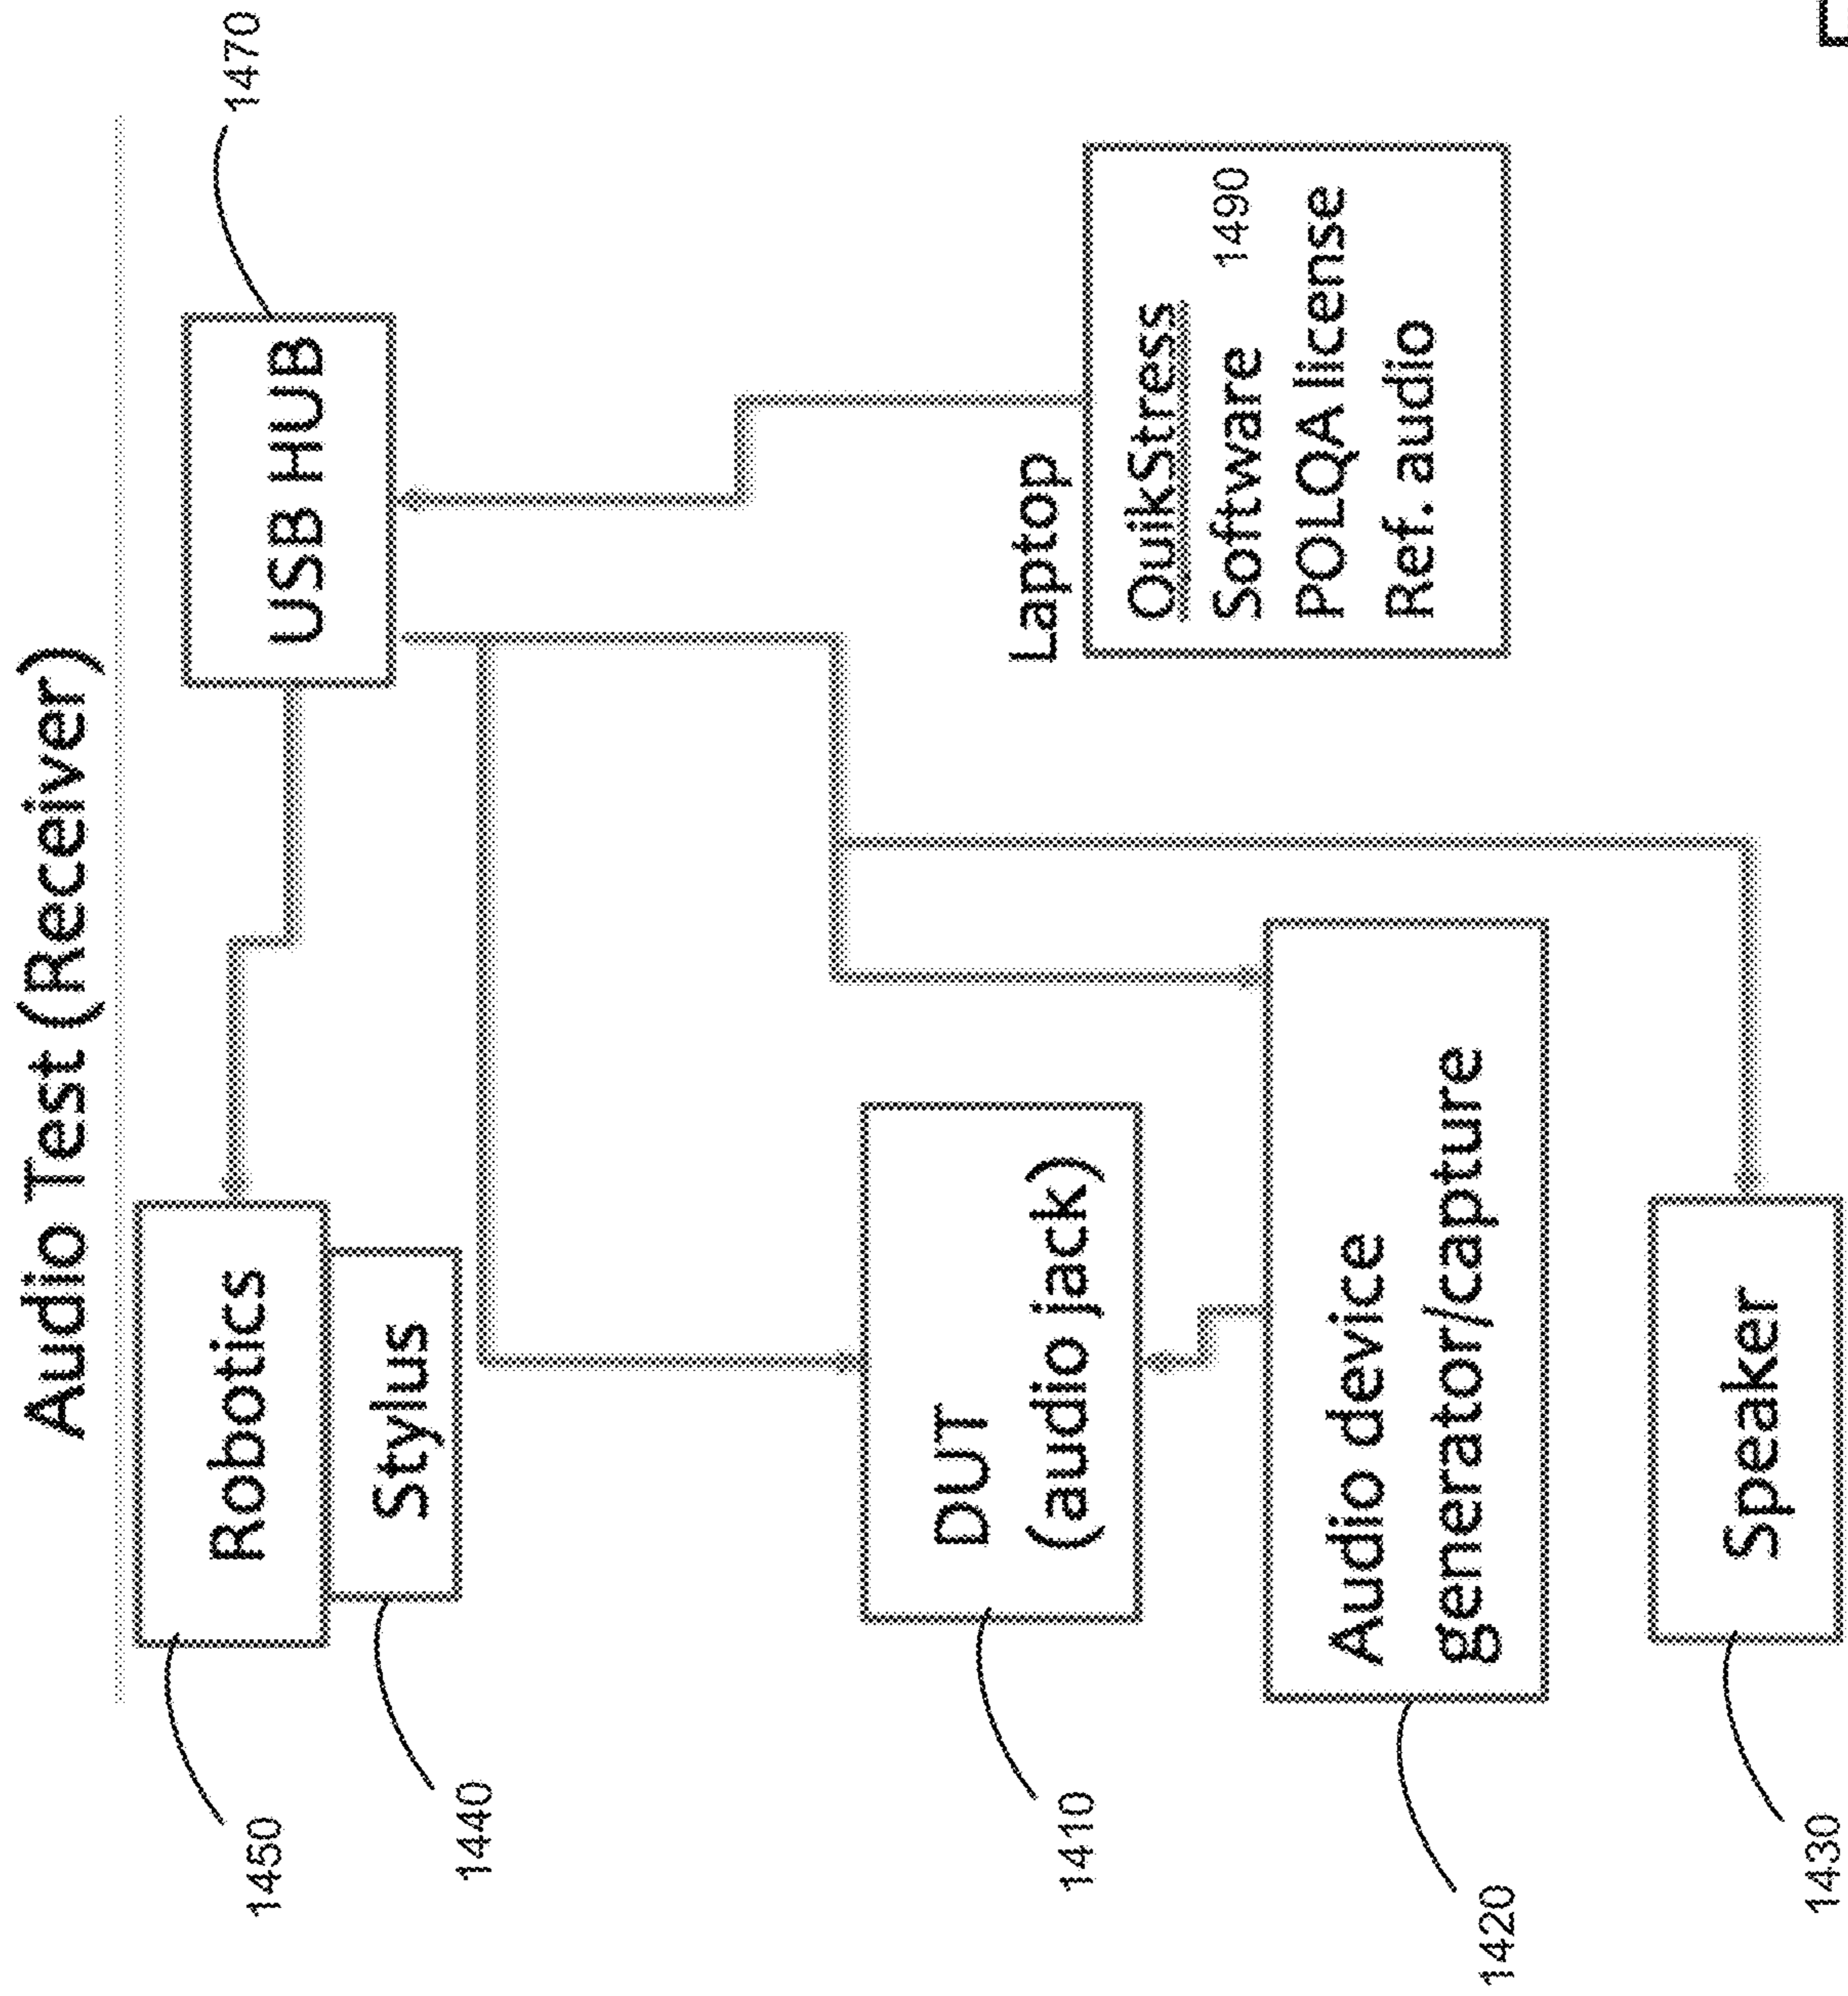 Audio Test (Receiver)
1450
Robotics
1440
Stylus
USB HUB
1470
1410
DUT
(audio jack)
Laptop
QuikStress
Software 1490
POLQA license
Ref. audio
1420
Audio device
generator/capture
1430
Speaker